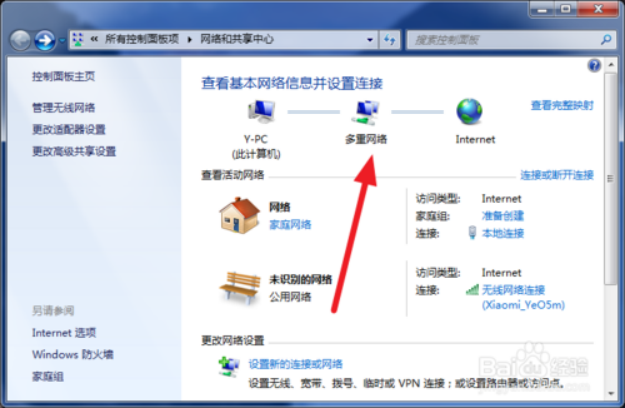 « 所有控制面板项 ▸ 网络和共享中心
搜索控制面板
控制面板主页
管理无线网络
更改适配器设置
更改高级共享设置
另请参阅
Internet 选项
Windows 防火墙
家庭组
查看基本网络信息并设置连接
查看完整映射
Y-PC
(此计算机)
多重网络
Internet
查看活动网络
连接或断开连接
网络
家庭网络
访问类型: Internet
家庭组: 准备创建
连接: 本地连接
未识别的网络
公用网络
访问类型: Internet
连接: 无线网络连接
(Xiaomi_YeO5m)
更改网络设置
设置新的连接或网络
设置无线、宽带、拨号、临时或 VPN 连接；或设置路由器或访问点。
Baidu 经验